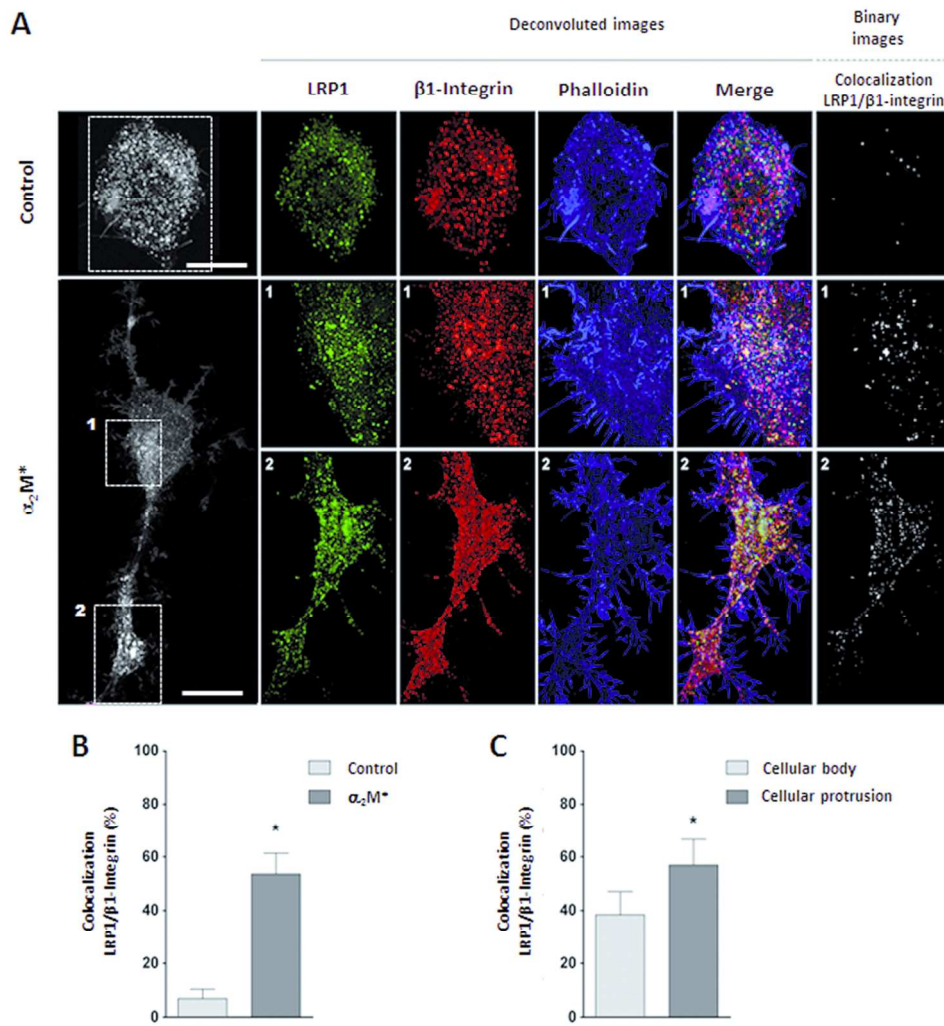 A
Deconvoluted images
Binary
images
LRP1
β1-Integrin
Phalloidin
Merge
Colocalization
LRP1/β1-integrin
Control
α₂M*
1
2
1
1
1
1
1
2
2
2
2
2
B
Colocalization
LRP1/β1-Integrin (%)
100
80
60
40
20
0
Control
α₂M*
*
C
Colocalization
LRP1/β1-Integrin (%)
100
80
60
40
20
0
Cellular body
Cellular protrusion
*